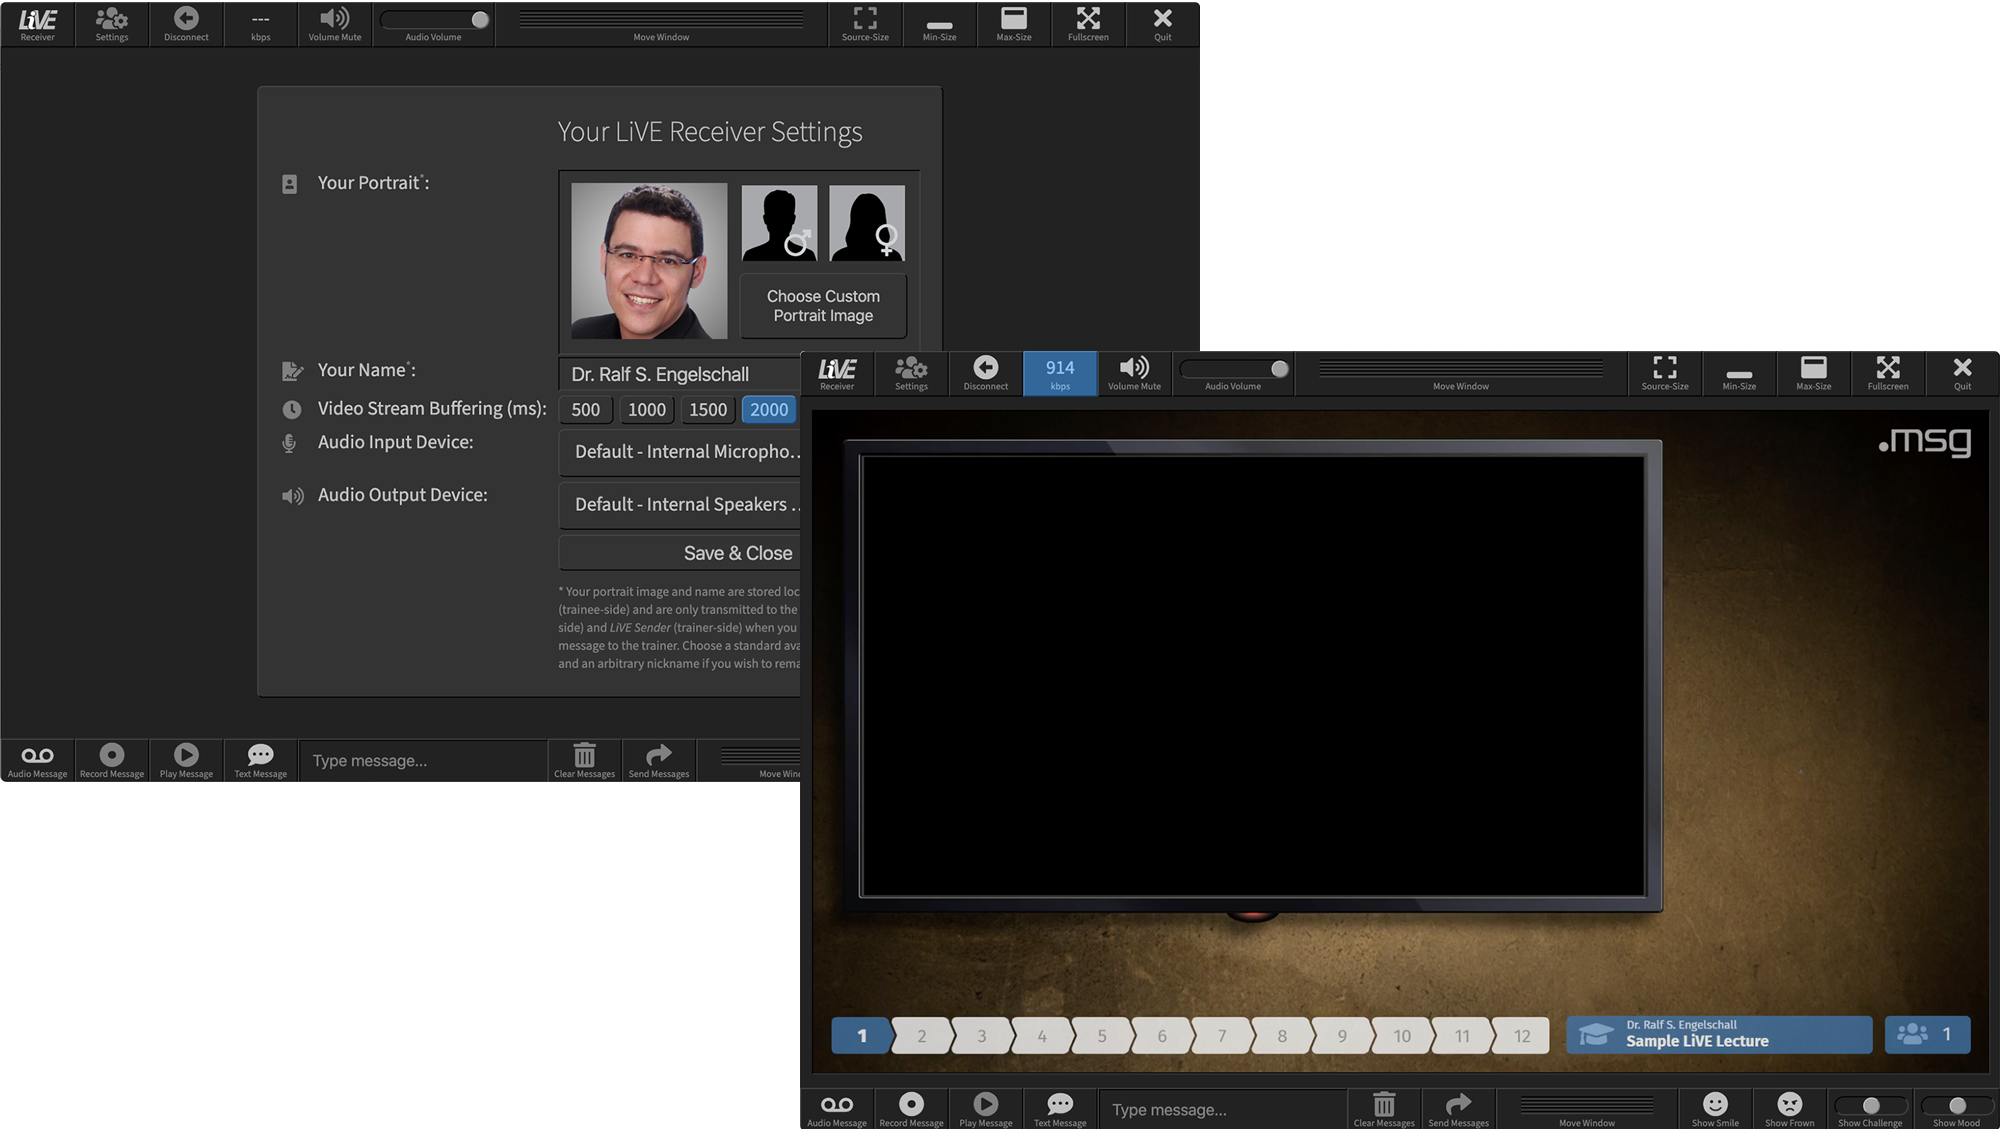 LiVE
Receiver
Settings
Disconnect
---
kbps
Volume Mute
Audio Volume
Move Window
Source-Size
Min-Size
Max-Size
Fullscreen
Quit
Your LiVE Receiver Settings
Your Portrait*:
Choose Custom
Portrait Image
Your Name*:
Dr. Ralf S. Engelschall
Video Stream Buffering (ms):
500 1000 1500 2000
Audio Input Device:
Default - Internal Micropho...
Audio Output Device:
Default - Internal Speakers ...
Save & Close
* Your portrait image and name are stored loc
(trainee-side) and are only transmitted to the
side) and LiVE Sender (trainer-side) when you
message to the trainer. Choose a standard ava
and an arbitrary nickname if you wish to rema
Audio Message
Record Message
Play Message
Text Message
Type message...
Clear Messages
Send Messages
Move Win
LiVE
Receiver
Settings
Disconnect
914
kbps
Volume Mute
Audio Volume
Move Window
Source-Size
Min-Size
Max-Size
Fullscreen
Quit
.msg
1 2 3 4 5 6 7 8 9 10 11 12
Dr. Ralf S. Engelschall
Sample LiVE Lecture
1
Audio Message
Record Message
Play Message
Text Message
Type message...
Clear Messages
Send Messages
Move Window
Show Smile
Show Frown
Show Challenge
Show Mood